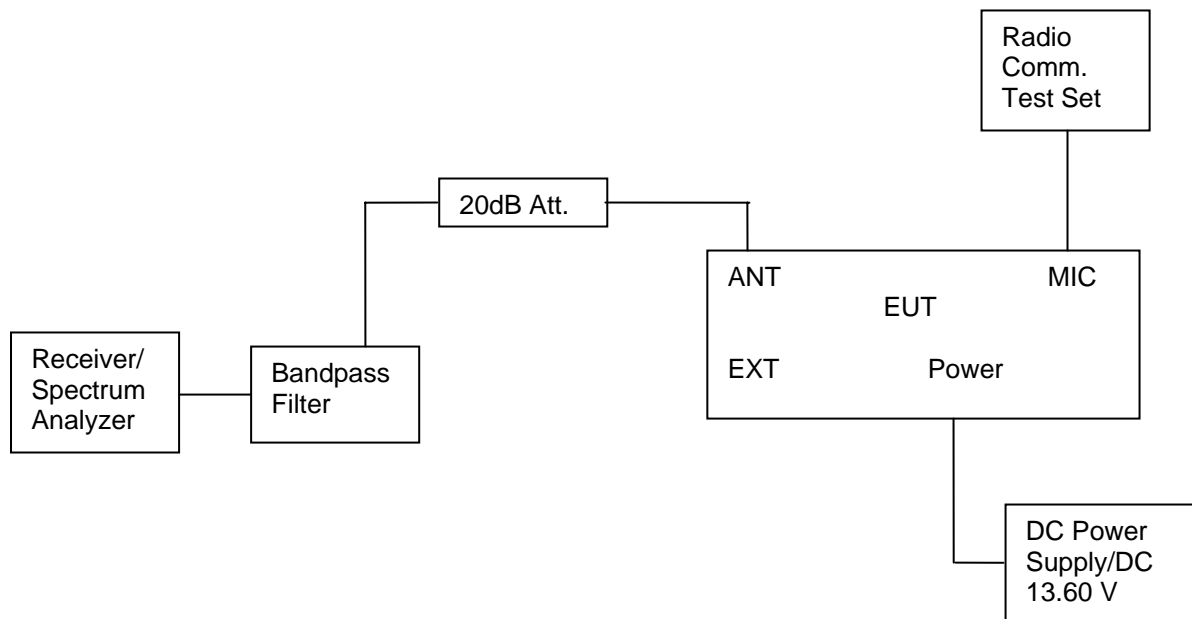 Radio
Comm.
Test Set
20dB Att.
ANT
MIC
EUT
EXT
Power
Receiver/
Spectrum
Analyzer
Bandpass
Filter
DC Power
Supply/DC
13.60 V